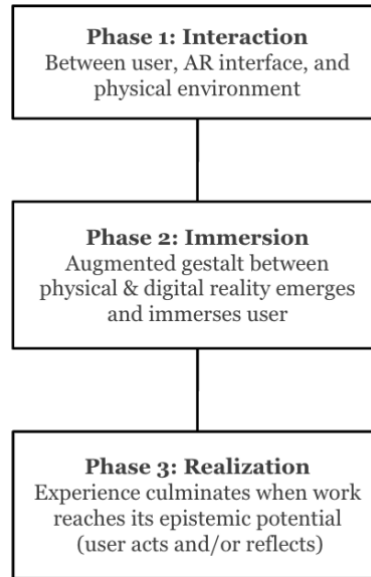 Phase 1: Interaction
Between user, AR interface, and
physical environment
Phase 2: Immersion
Augmented gestalt between
physical & digital reality emerges
and immerses user
Phase 3: Realization
Experience culminates when work
reaches its epistemic potential
(user acts and/or reflects)